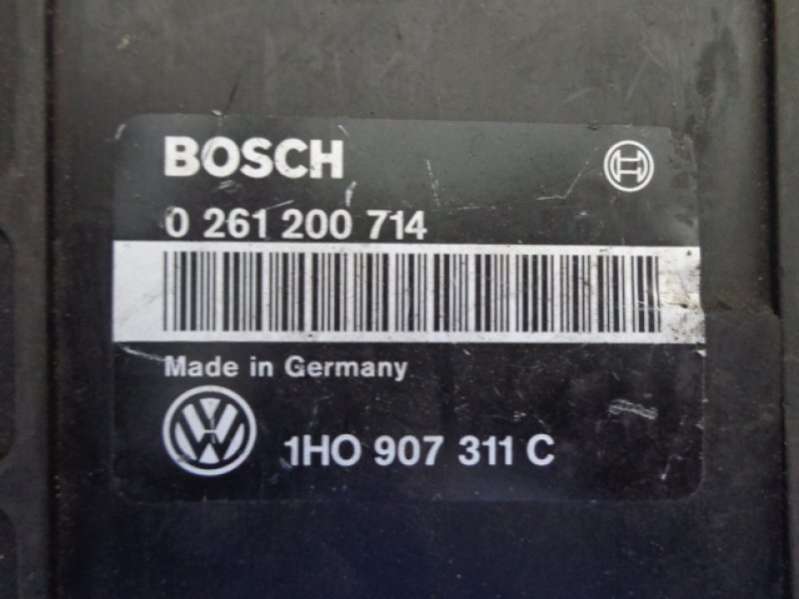 BOSCH
0 261 200 714
Made in Germany
1HO 907 311 C